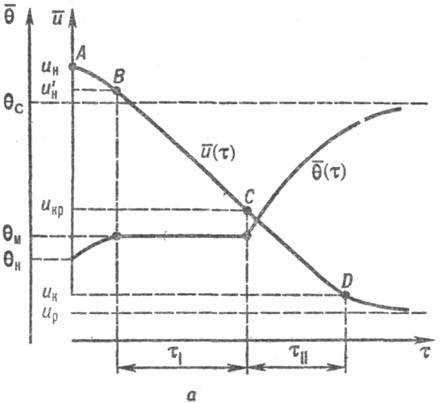 θ̅ u̅
A
uн
B
u′н
θс
u̅(τ)
θ̅(τ)
C
uкр
θм
θн
D
uк
uр
τI τII τ
а